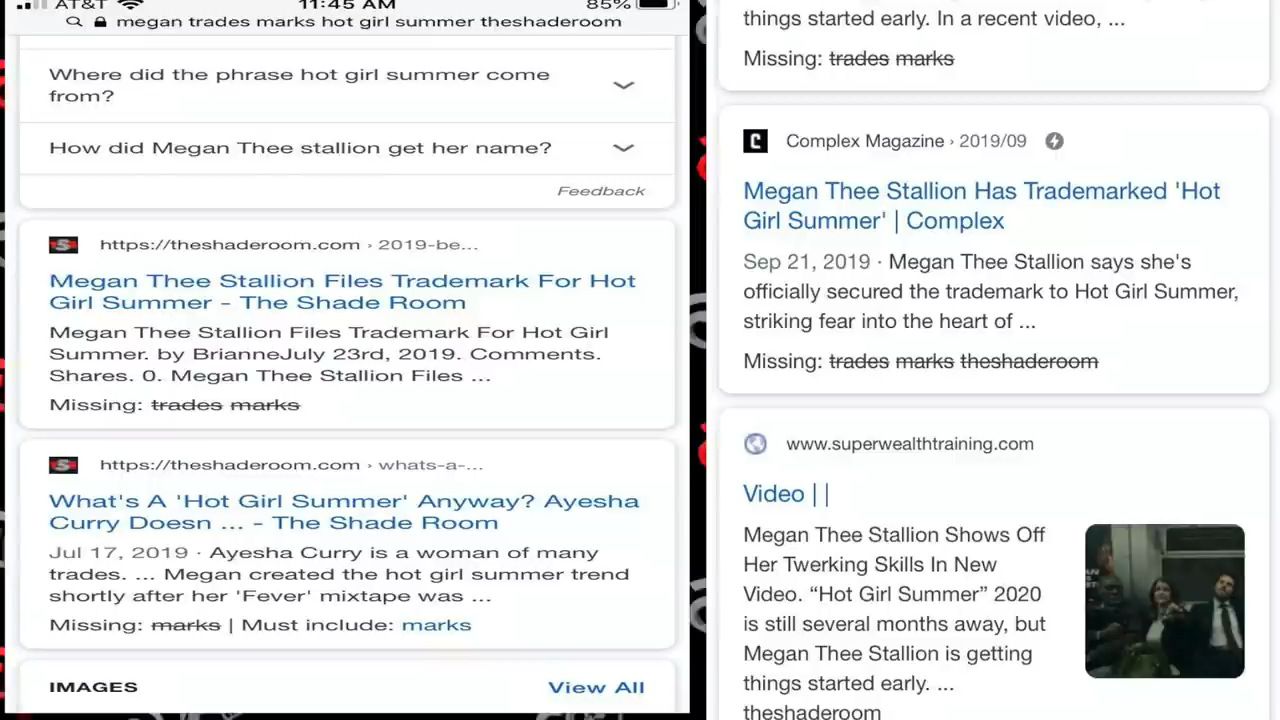 AT&T
11:45 AM
85%
megan trades marks hot girl summer theshaderoom
Where did the phrase hot girl summer come
from?
How did Megan Thee stallion get her name?
Feedback
https://theshaderoom.com › 2019-be...
Megan Thee Stallion Files Trademark For Hot
Girl Summer - The Shade Room
Megan Thee Stallion Files Trademark For Hot Girl
Summer. by BrianneJuly 23rd, 2019. Comments.
Shares. 0. Megan Thee Stallion Files ...
Missing: trades marks
https://theshaderoom.com › whats-a-...
What's A 'Hot Girl Summer' Anyway? Ayesha
Curry Doesn ... - The Shade Room
Jul 17, 2019 · Ayesha Curry is a woman of many
trades. ... Megan created the hot girl summer trend
shortly after her 'Fever' mixtape was ...
Missing: marks | Must include: marks
IMAGES
View All
things started early. In a recent video, ...
Missing: trades marks
Complex Magazine › 2019/09
Megan Thee Stallion Has Trademarked 'Hot
Girl Summer' | Complex
Sep 21, 2019 · Megan Thee Stallion says she's
officially secured the trademark to Hot Girl Summer,
striking fear into the heart of ...
Missing: trades marks theshaderoom
www.superwealthtraining.com
Video | |
Megan Thee Stallion Shows Off
Her Twerking Skills In New
Video. “Hot Girl Summer” 2020
is still several months away, but
Megan Thee Stallion is getting
things started early. ...
theshaderoom